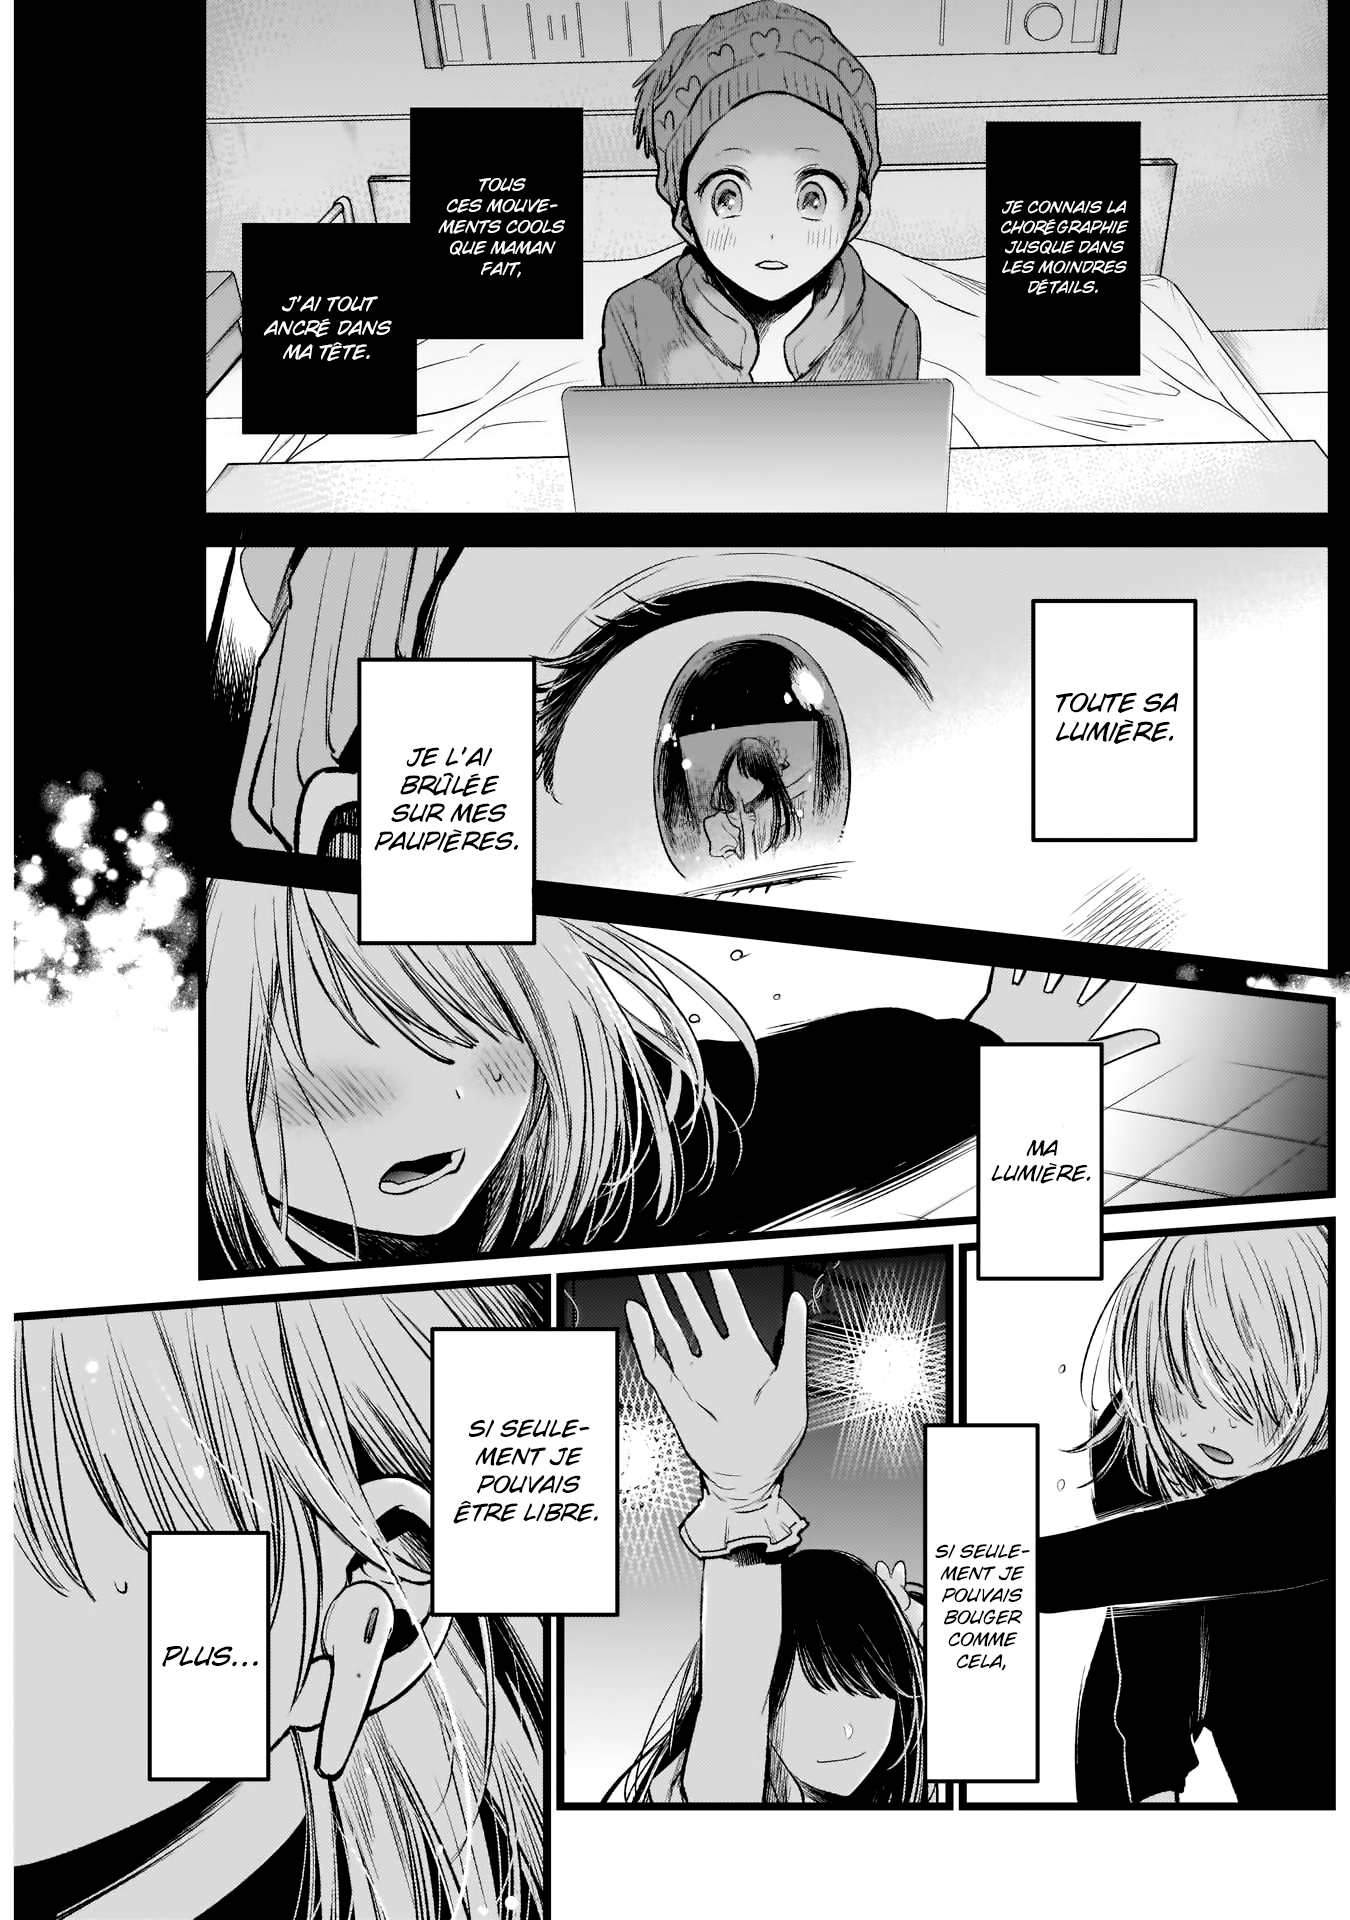 JE CONNAIS LA
CHORÉGRAPHIE
JUSQUE DANS
LES MOINDRES
DÉTAILS.
TOUS
CES MOUVE-
MENTS COOLS
QUE MAMAN
FAIT,
J'AI TOUT
ANCRÉ DANS
MA TÊTE.
TOUTE SA
LUMIÈRE.
JE L'AI
BRÛLÉE
SUR MES
PAUPIÈRES.
MA
LUMIÈRE.
SI SEULE-
MENT JE
POUVAIS
BOUGER
COMME
CELA,
SI SEULE-
MENT JE
POUVAIS
ÊTRE LIBRE.
PLUS...